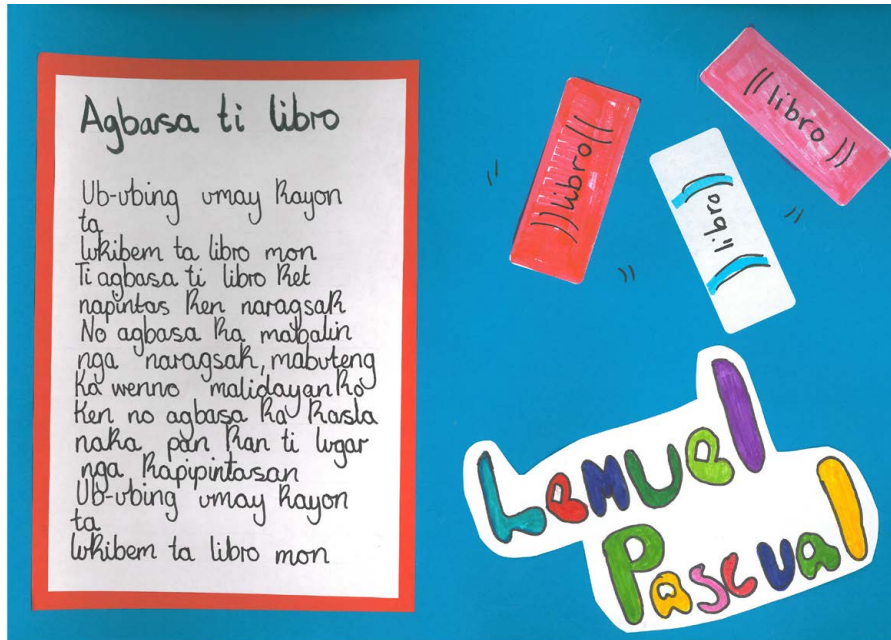 Agbasa ti libro
Ub-ubing umay kayon
ta
lukibem ta libro mon
Ti agbasa ti libro ket
napintas ken naragsak
No agbasa ka mabalin
nga naragsak, mabuteng
ka wenno malidayan ka
ken no agbasa ka kasla
naka pan kan ti lugar
nga kapipintasan
Ub-ubing umay kayon
ta
lukibem ta libro mon
))libro((
((libro))
(libro)
Lemuel
Pascual